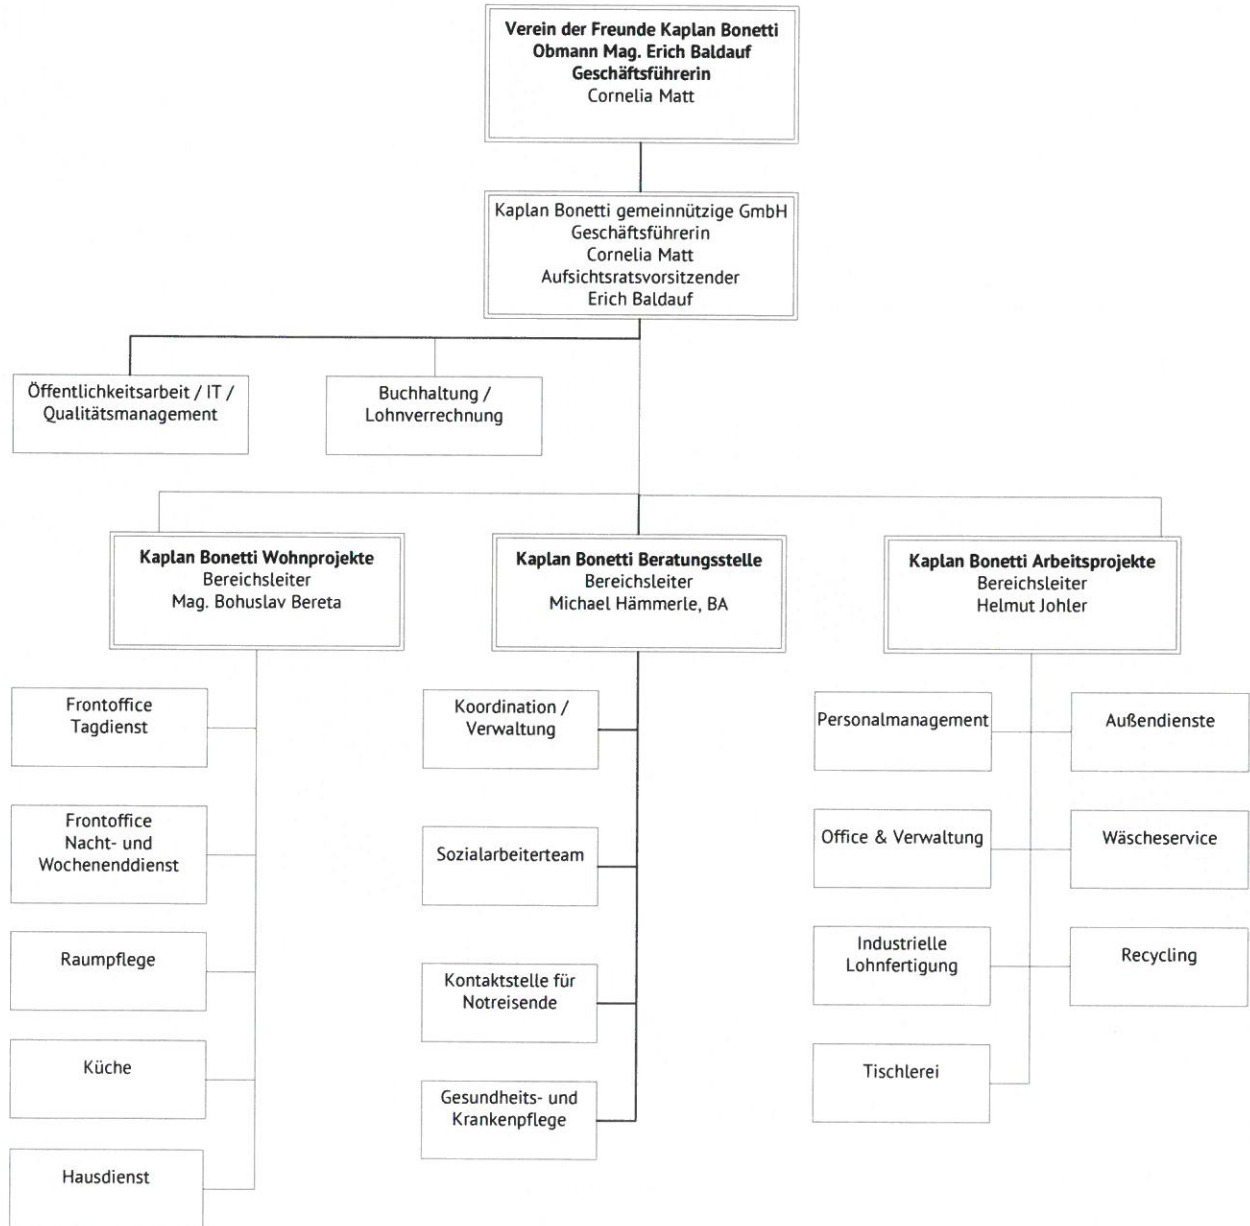 Verein der Freunde Kaplan Bonetti
Obmann Mag. Erich Baldauf
Geschäftsführerin
Cornelia Matt
Kaplan Bonetti gemeinnützige GmbH
Geschäftsführerin
Cornelia Matt
Aufsichtsratsvorsitzender
Erich Baldauf
Öffentlichkeitsarbeit / IT /
Qualitätsmanagement
Buchhaltung /
Lohnverrechnung
Kaplan Bonetti Wohnprojekte
Bereichsleiter
Mag. Bohuslav Bereta
Kaplan Bonetti Beratungsstelle
Bereichsleiter
Michael Hämmerle, BA
Kaplan Bonetti Arbeitsprojekte
Bereichsleiter
Helmut Johler
Frontoffice
Tagdienst
Frontoffice
Nacht- und
Wochenenddienst
Raumpflege
Küche
Hausdienst
Koordination /
Verwaltung
Sozialarbeiterteam
Kontaktstelle für
Notreisende
Gesundheits- und
Krankenpflege
Personalmanagement
Außendienste
Office & Verwaltung
Wäscheservice
Industrielle
Lohnfertigung
Recycling
Tischlerei